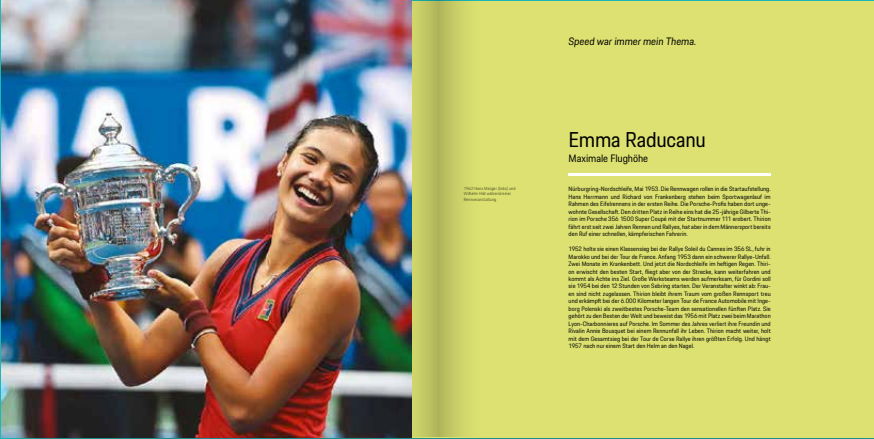 MA RA
Speed war immer mein Thema.
Emma Raducanu
Maximale Flughöhe
1962 Hans Metzger (links) und
Wilhelm Hild während einer
Rennveranstaltung
Nürburgring-Nordschleife, Mai 1953. Die Rennwagen rollen in die Startaufstellung.
Hans Herrmann und Richard von Frankenberg stehen beim Sportwagenlauf im
Rahmen des Eifelrennens in der ersten Reihe. Die Porsche-Profis haben dort unge-
wohnte Gesellschaft. Den dritten Platz in Reihe eins hat die 25-jährige Gilberte Thi-
rion im Porsche 356 1500 Super Coupé mit der Startnummer 111 erobert. Thirion
fährt erst seit zwei Jahren Rennen und Rallyes, hat aber in dem Männersport bereits
den Ruf einer schnellen, kämpferischen Fahrerin.
1952 holte sie einen Klassensieg bei der Rallye Soleil du Cannes im 356 SL, fuhr in
Marokko und bei der Tour de France. Anfang 1953 dann ein schwerer Rallye-Unfall.
Zwei Monate im Krankenbett. Und jetzt die Nordschleife im heftigen Regen. Thiri-
on erwischt den besten Start, fliegt aber von der Strecke, kann weiterfahren und
kommt als Achte ins Ziel. Große Werksteams werden aufmerksam, für Gordini soll
sie 1954 bei den 12 Stunden von Sebring starten. Der Veranstalter winkt ab: Frau-
en sind nicht zugelassen. Thirion bleibt ihrem Traum vom großen Rennsport treu
und erkämpft bei der 6.000 Kilometer langen Tour de France Automobile mit Inge-
borg Polenski als zweitbestes Porsche-Team den sensationellen fünften Platz. Sie
gehört zu den Besten der Welt und beweist das 1956 mit Platz zwei beim Marathon
Lyon-Charbonnieres auf Porsche. Im Sommer des Jahres verliert ihre Freundin und
Rivalin Annie Bousquet bei einem Rennunfall ihr Leben. Thirion macht weiter, holt
mit dem Gesamtsieg bei der Tour de Corse Rallye ihren größten Erfolg. Und hängt
1957 nach nur einem Start den Helm an den Nagel.